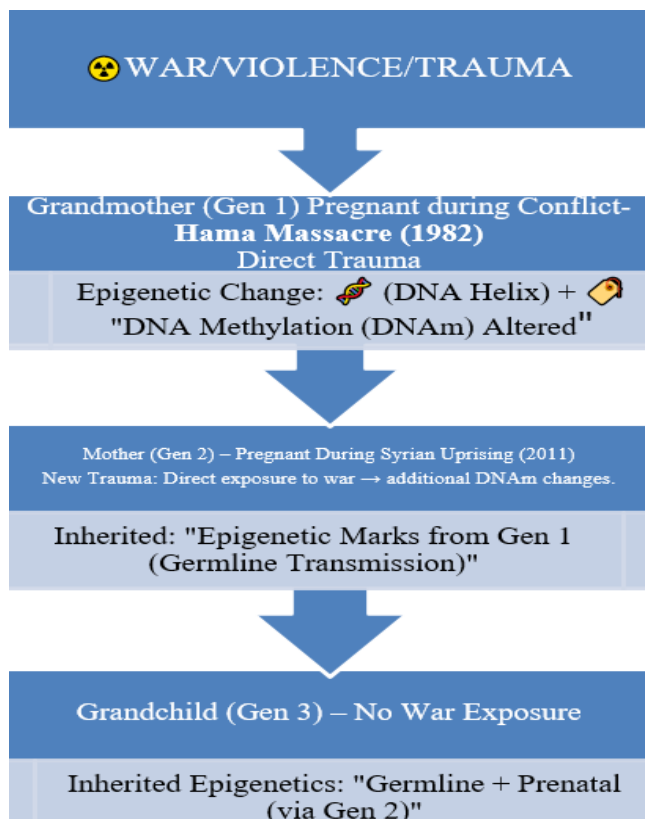 ☢WAR/VIOLENCE/TRAUMA
Grandmother (Gen 1) Pregnant during Conflict-
Hama Massacre (1982)
Direct Trauma
Epigenetic Change: 🧬 (DNA Helix) + 🏷
"DNA Methylation (DNAm) Altered"
Mother (Gen 2) – Pregnant During Syrian Uprising (2011)
New Trauma: Direct exposure to war → additional DNAm changes.
Inherited: "Epigenetic Marks from Gen 1
(Germline Transmission)"
Grandchild (Gen 3) – No War Exposure
Inherited Epigenetics: "Germline + Prenatal
(via Gen 2)"